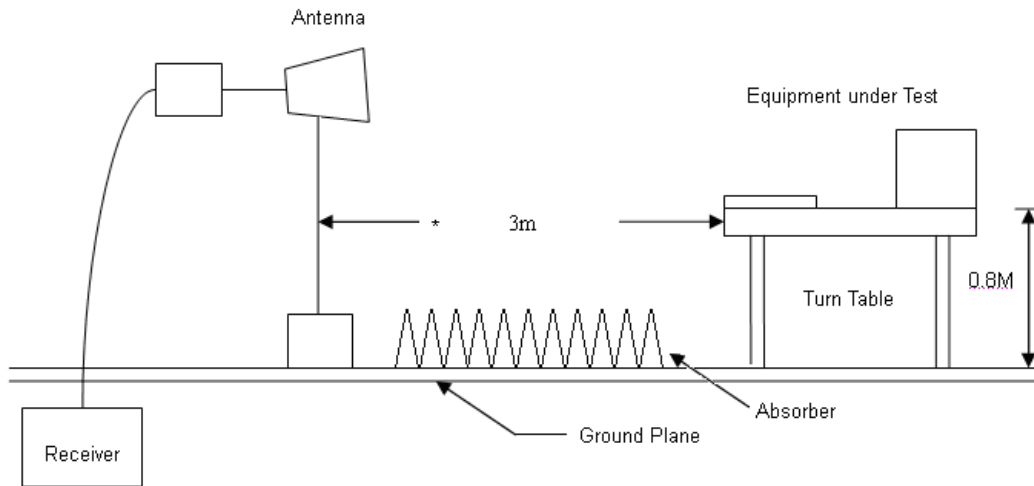 Antenna
Equipment under Test
* 3m
0.8M
Turn Table
Absorber
Ground Plane
Receiver